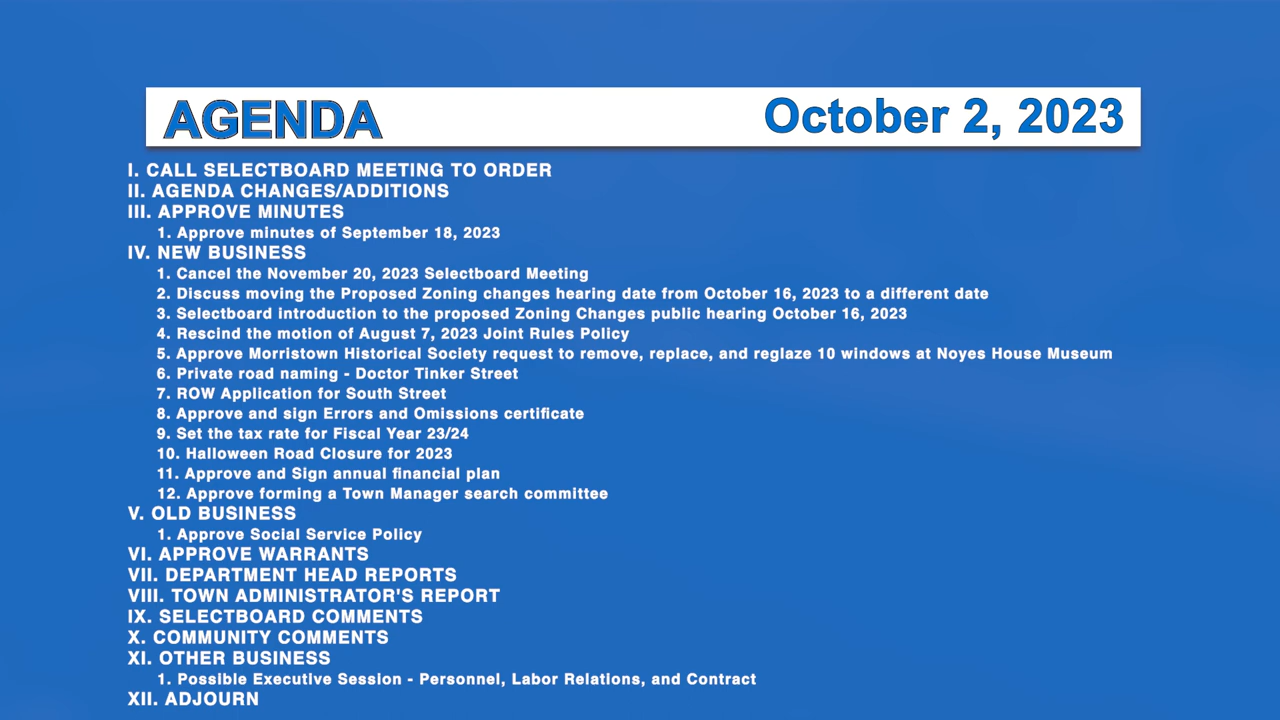 AGENDA October 2, 2023
I. CALL SELECTBOARD MEETING TO ORDER
II. AGENDA CHANGES/ADDITIONS
III. APPROVE MINUTES
1. Approve minutes of September 18, 2023
IV. NEW BUSINESS
1. Cancel the November 20, 2023 Selectboard Meeting
2. Discuss moving the Proposed Zoning changes hearing date from October 16, 2023 to a different date
3. Selectboard introduction to the proposed Zoning Changes public hearing October 16, 2023
4. Rescind the motion of August 7, 2023 Joint Rules Policy
5. Approve Morristown Historical Society request to remove, replace, and reglaze 10 windows at Noyes House Museum
6. Private road naming - Doctor Tinker Street
7. ROW Application for South Street
8. Approve and sign Errors and Omissions certificate
9. Set the tax rate for Fiscal Year 23/24
10. Halloween Road Closure for 2023
11. Approve and Sign annual financial plan
12. Approve forming a Town Manager search committee
V. OLD BUSINESS
1. Approve Social Service Policy
VI. APPROVE WARRANTS
VII. DEPARTMENT HEAD REPORTS
VIII. TOWN ADMINISTRATOR'S REPORT
IX. SELECTBOARD COMMENTS
X. COMMUNITY COMMENTS
XI. OTHER BUSINESS
1. Possible Executive Session - Personnel, Labor Relations, and Contract
XII. ADJOURN